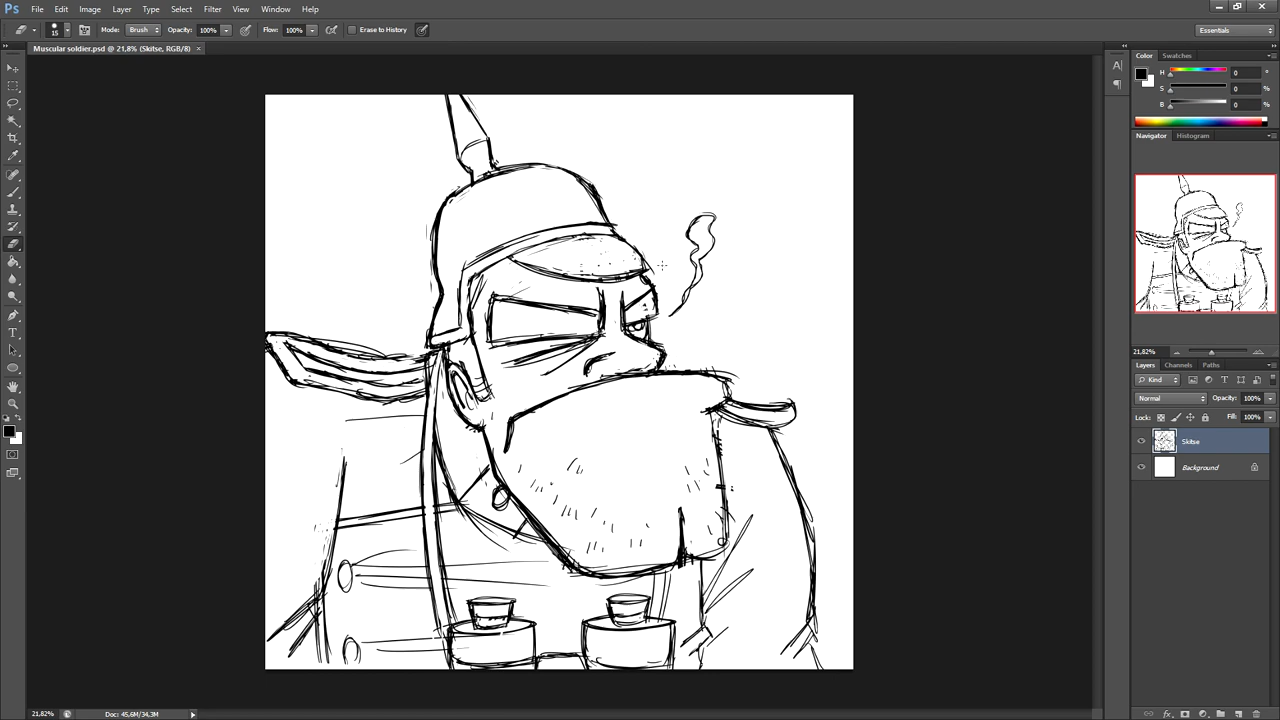 Ps File Edit Image Layer Type Select Filter View Window Help
15 Mode: Brush Opacity: 100% Flow: 100% Erase to History Essentials
Muscular soldier.psd @ 21,8% (Skitse, RGB/8) ×
Color Swatches
H 0 °
S 0 %
B 0 %
Navigator Histogram
21,82%
Layers Channels Paths
Kind
Normal Opacity: 100%
Lock: Fill: 100%
Skitse
Background
21,82% Doc: 45,6M/34,3M